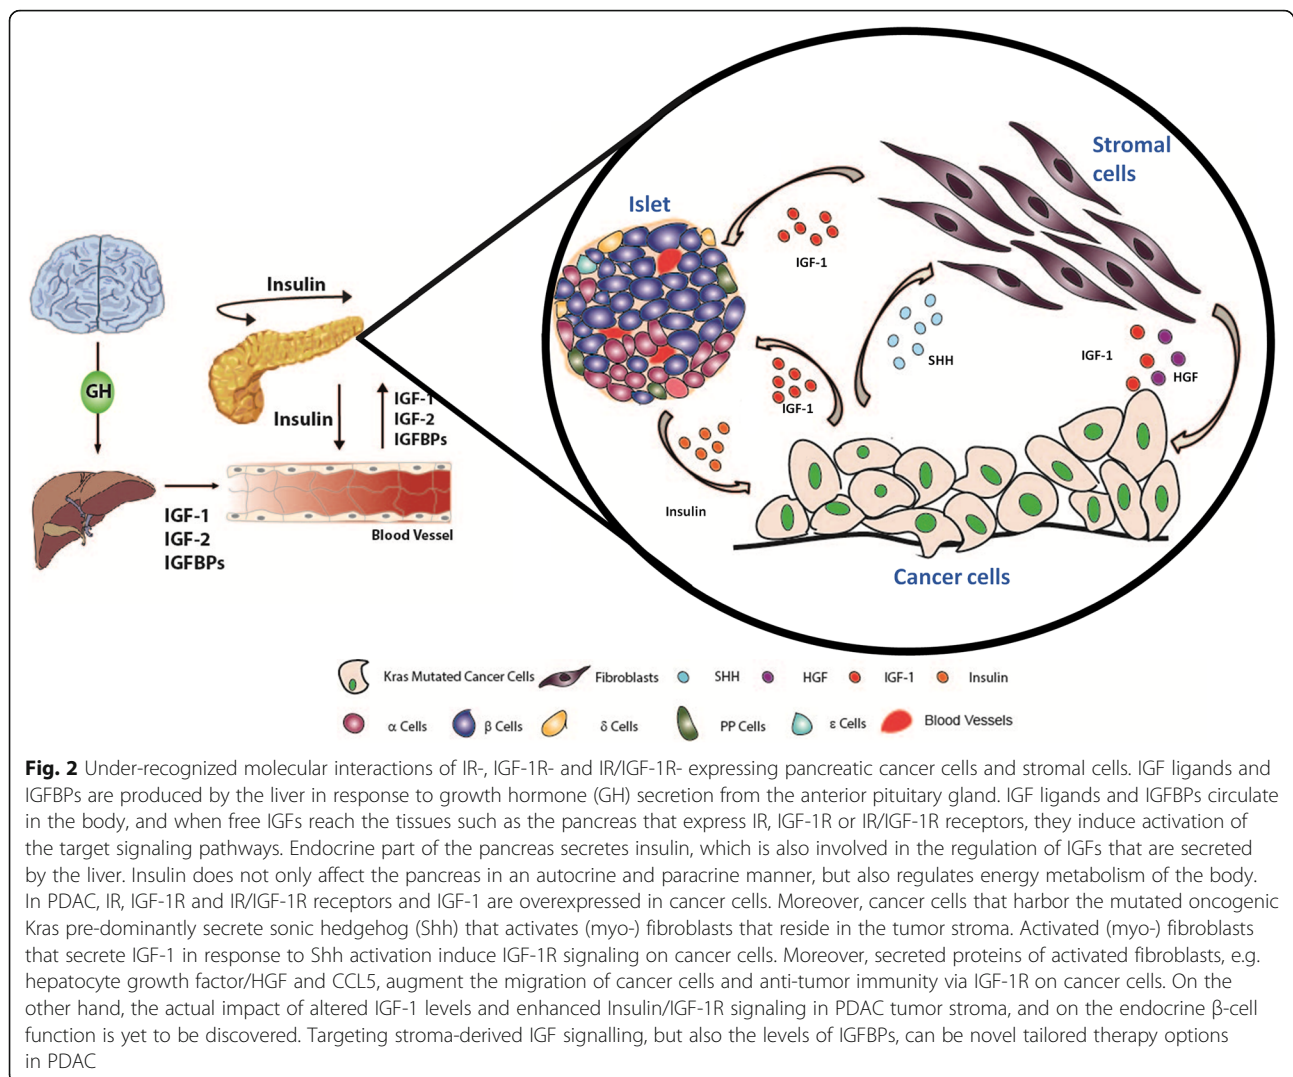 Stromal
cells
Islet
IGF-1
Insulin
SHH
IGF-1
HGF
GH
IGF-1
Insulin
IGF-1
IGF-2
IGFBPs
IGF-1
IGF-2
IGFBPs
Blood Vessel
Insulin
Cancer cells
Kras Mutated Cancer Cells
Fibroblasts
SHH
HGF
IGF-1
Insulin
α Cells
β Cells
δ Cells
PP Cells
ε Cells
Blood Vessels
Fig. 2 Under-recognized molecular interactions of IR-, IGF-1R- and IR/IGF-1R- expressing pancreatic cancer cells and stromal cells. IGF ligands and
IGFBPs are produced by the liver in response to growth hormone (GH) secretion from the anterior pituitary gland. IGF ligands and IGFBPs circulate
in the body, and when free IGFs reach the tissues such as the pancreas that express IR, IGF-1R or IR/IGF-1R receptors, they induce activation of
the target signaling pathways. Endocrine part of the pancreas secretes insulin, which is also involved in the regulation of IGFs that are secreted
by the liver. Insulin does not only affect the pancreas in an autocrine and paracrine manner, but also regulates energy metabolism of the body.
In PDAC, IR, IGF-1R and IR/IGF-1R receptors and IGF-1 are overexpressed in cancer cells. Moreover, cancer cells that harbor the mutated oncogenic
Kras pre-dominantly secrete sonic hedgehog (Shh) that activates (myo-) fibroblasts that reside in the tumor stroma. Activated (myo-) fibroblasts
that secrete IGF-1 in response to Shh activation induce IGF-1R signaling on cancer cells. Moreover, secreted proteins of activated fibroblasts, e.g.
hepatocyte growth factor/HGF and CCL5, augment the migration of cancer cells and anti-tumor immunity via IGF-1R on cancer cells. On the
other hand, the actual impact of altered IGF-1 levels and enhanced Insulin/IGF-1R signaling in PDAC tumor stroma, and on the endocrine β-cell
function is yet to be discovered. Targeting stroma-derived IGF signalling, but also the levels of IGFBPs, can be novel tailored therapy options
in PDAC